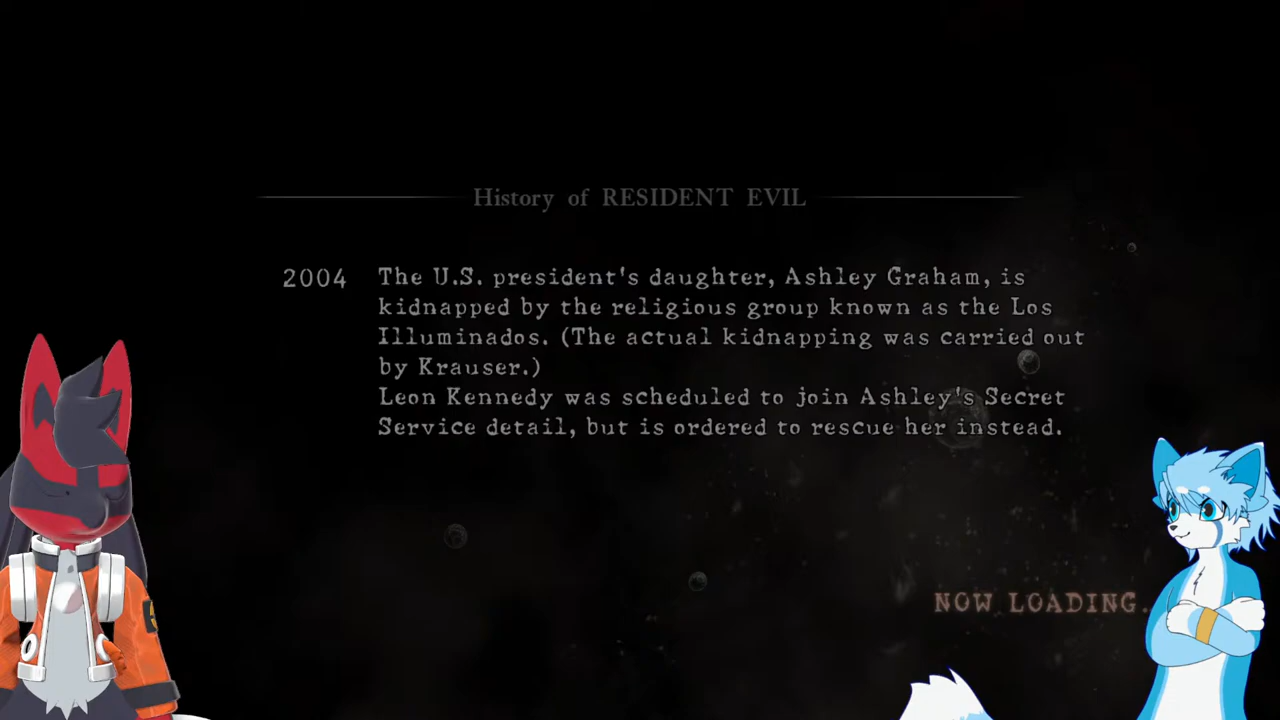 History of RESIDENT EVIL
2004 The U.S. president's daughter, Ashley Graham, is
kidnapped by the religious group known as the Los
Illuminados. (The actual kidnapping was carried out
by Krauser.)
Leon Kennedy was scheduled to join Ashley's Secret
Service detail, but is ordered to rescue her instead.
NOW LOADING.